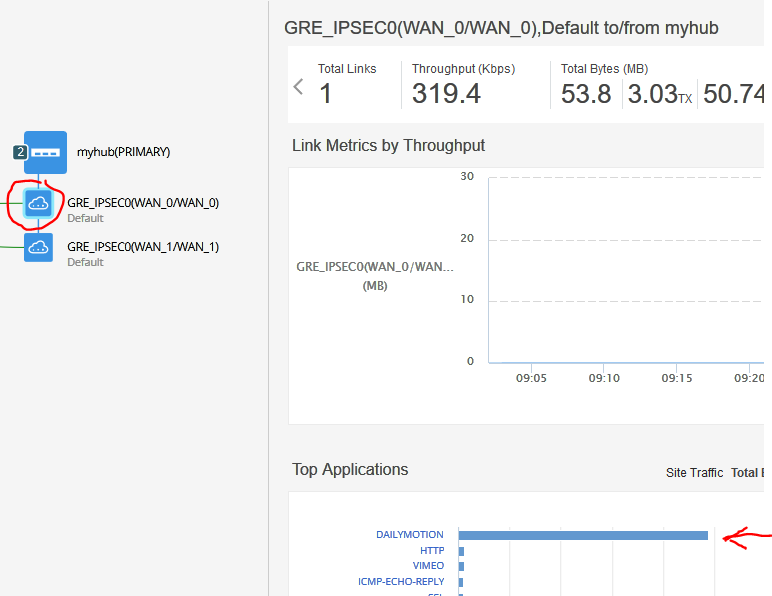 GRE_IPSEC0(WAN_0/WAN_0),Default to/from myhub
Total Links
Throughput (Kbps)
Total Bytes (MB)
1
319.4
53.8
3.03TX
50.74
2
myhub(PRIMARY)
Link Metrics by Throughput
GRE_IPSEC0(WAN_0/WAN_0)
Default
GRE_IPSEC0(WAN_1/WAN_1)
Default
30
20
GRE_IPSEC0(WAN_0/WAN...
(MB)
10
0
09:05
09:10
09:15
09:20
Top Applications
Site Traffic
Total
DAILYMOTION
HTTP
VIMEO
ICMP-ECHO-REPLY